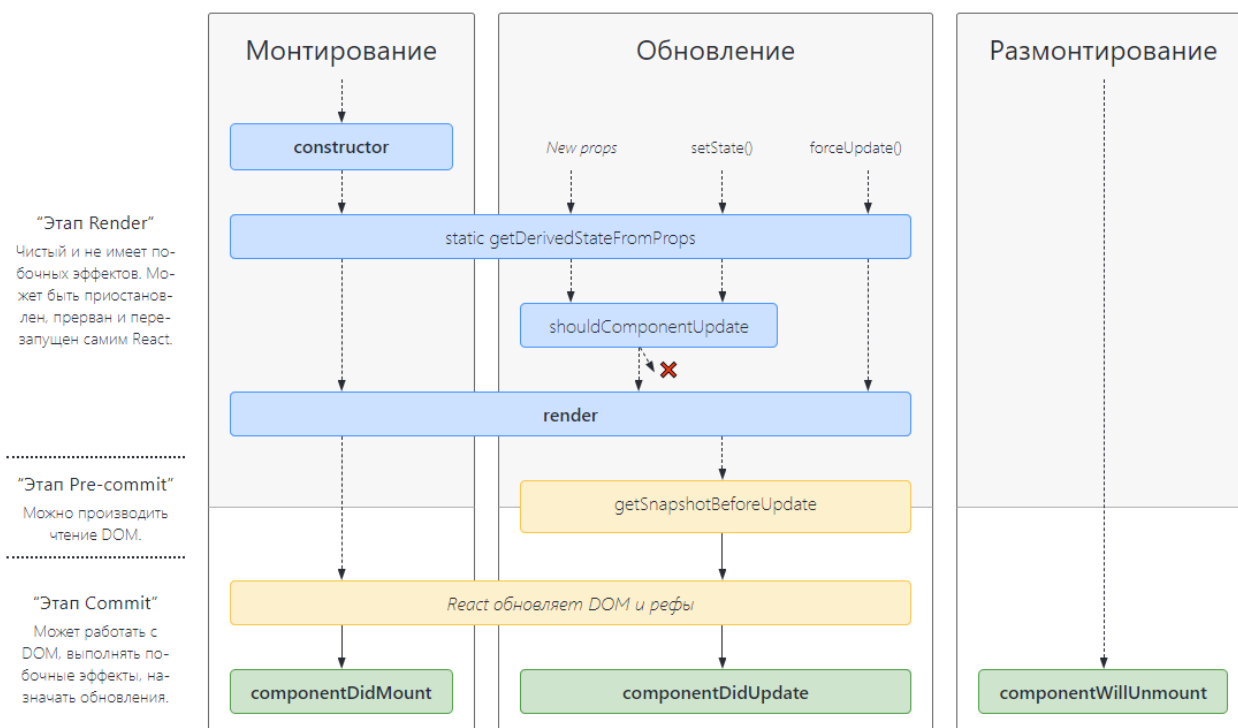 Монтирование
Обновление
Размонтирование
constructor
New props
setState()
forceUpdate()
“Этап Render”
Чистый и не имеет по-
бочных эффектов. Мо-
жет быть приостанов-
лен, прерван и пере-
запущен самим React.
static getDerivedStateFromProps
shouldComponentUpdate
render
“Этап Pre-commit”
Можно производить
чтение DOM.
getSnapshotBeforeUpdate
“Этап Commit”
Может работать с
DOM, выполнять по-
бочные эффекты, на-
значать обновления.
React обновляет DOM и рефы
componentDidMount
componentDidUpdate
componentWillUnmount